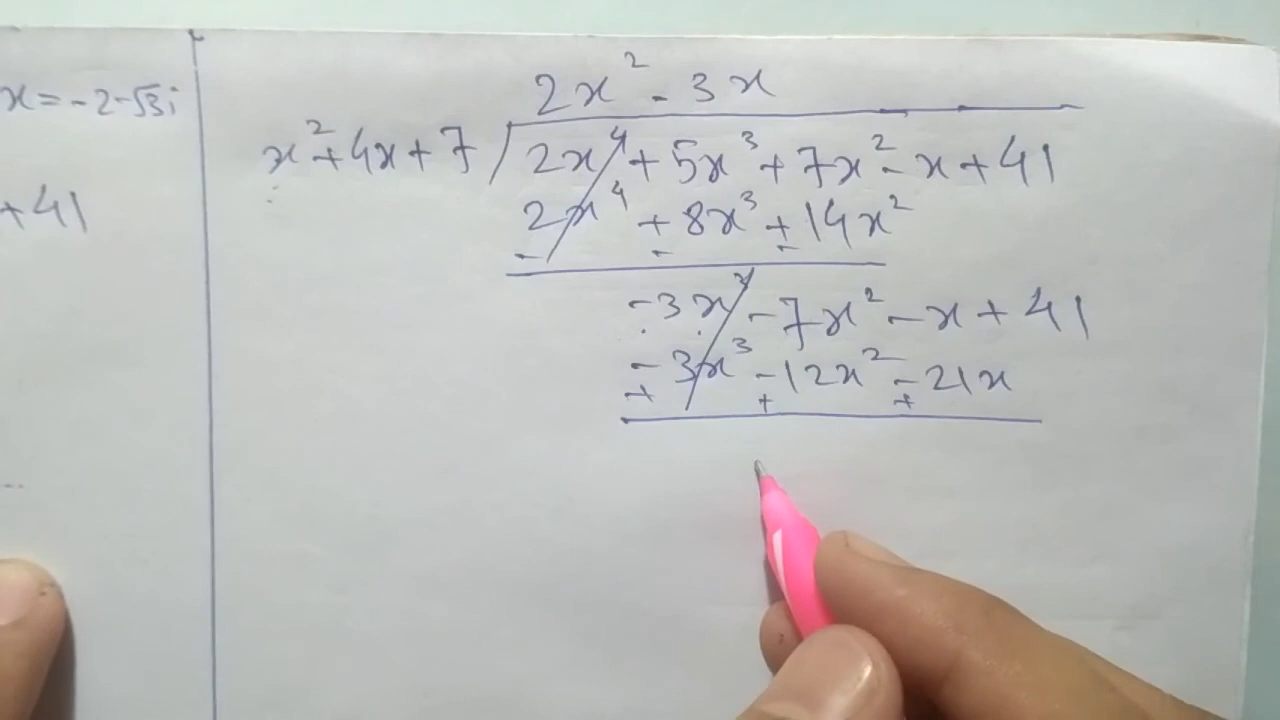 x = -2-√3i
+ 41
2x² - 3x
x² + 4x + 7 ) 2x⁴ + 5x³ + 7x² - x + 41
2x⁴ + 8x³ + 14x²
- - -
-3x³ - 7x² - x + 41
-3x³ - 12x² - 21x
+ + +